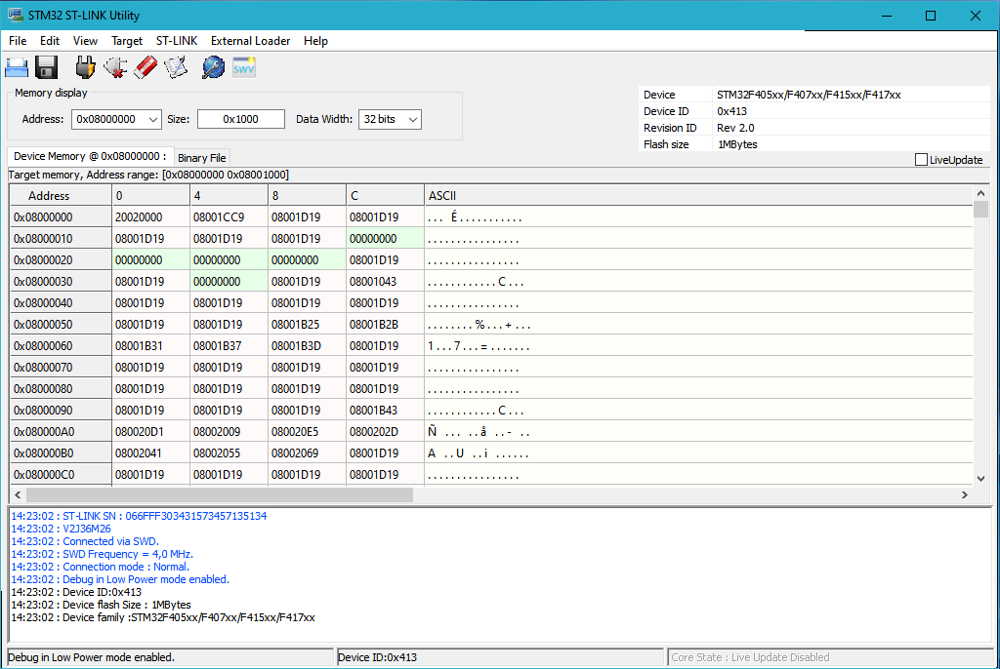 STM32 ST-LINK Utility
File Edit View Target ST-LINK External Loader Help
SWV
Memory display
Address: 0x08000000 Size: 0x1000 Data Width: 32 bits
Device STM32F405xx/F407xx/F415xx/F417xx
Device ID 0x413
Revision ID Rev 2.0
Flash size 1MBytes
LiveUpdate
Device Memory @ 0x08000000 : Binary File
Target memory, Address range: [0x08000000 0x08001000]
Address 0 4 8 C ASCII
0x08000000 20020000 08001CC9 08001D19 08001D19 ... É...........
0x08000010 08001D19 08001D19 08001D19 00000000 ................
0x08000020 00000000 00000000 00000000 08001D19 ................
0x08000030 08001D19 00000000 08001D19 08001043 ............C...
0x08000040 08001D19 08001D19 08001D19 08001D19 ................
0x08000050 08001D19 08001D19 08001B25 08001B2B ........%...+...
0x08000060 08001B31 08001B37 08001B3D 08001D19 1...7...=.......
0x08000070 08001D19 08001D19 08001D19 08001D19 ................
0x08000080 08001D19 08001D19 08001D19 08001D19 ................
0x08000090 08001D19 08001D19 08001D19 08001B43 ............C...
0x080000A0 080020D1 08002009 080020E5 0800202D Ñ ... ..å ..- ..
0x080000B0 08002041 08002055 08002069 08001D19 A ..U ..i ......
0x080000C0 08001D19 08001D19 08001D19 08001D19 ................
14:23:02 : ST-LINK SN : 066FFF303431573457135134
14:23:02 : V2J36M26
14:23:02 : Connected via SWD.
14:23:02 : SWD Frequency = 4,0 MHz.
14:23:02 : Connection mode : Normal.
14:23:02 : Debug in Low Power mode enabled.
14:23:02 : Device ID:0x413
14:23:02 : Device flash Size : 1MBytes
14:23:02 : Device family :STM32F405xx/F407xx/F415xx/F417xx
Debug in Low Power mode enabled. Device ID:0x413 Core State : Live Update Disabled